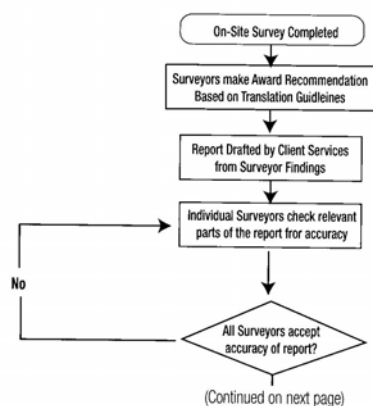 On-Site Survey Completed
Surveyors make Award Recommendation
Based on Translation Guidleines
Report Drafted by Client Services
from Surveyor Findings
Individual Surveyors check relevant
parts of the report fror accuracy
No
All Surveyors accept
accuracy of report?
(Continued on next page)